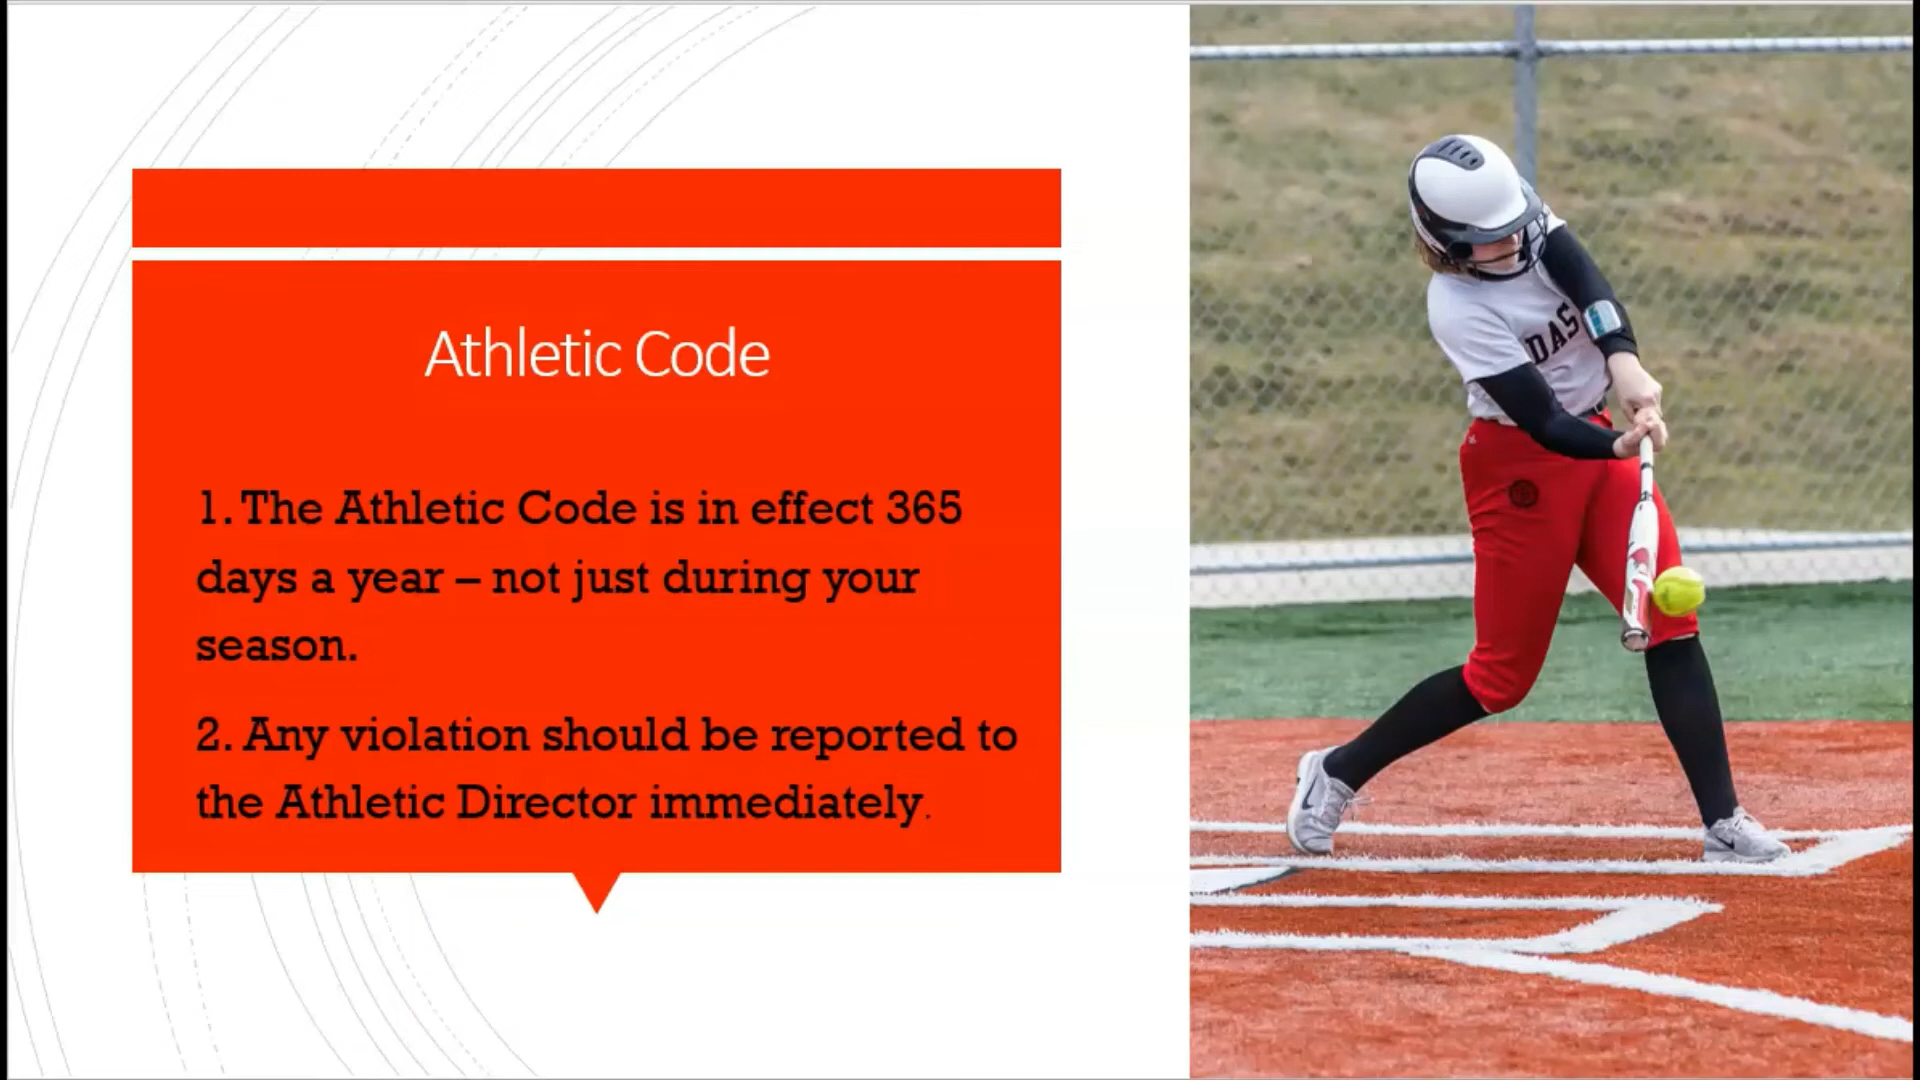 Athletic Code
1. The Athletic Code is in effect 365
days a year – not just during your
season.
2. Any violation should be reported to
the Athletic Director immediately.
DAS